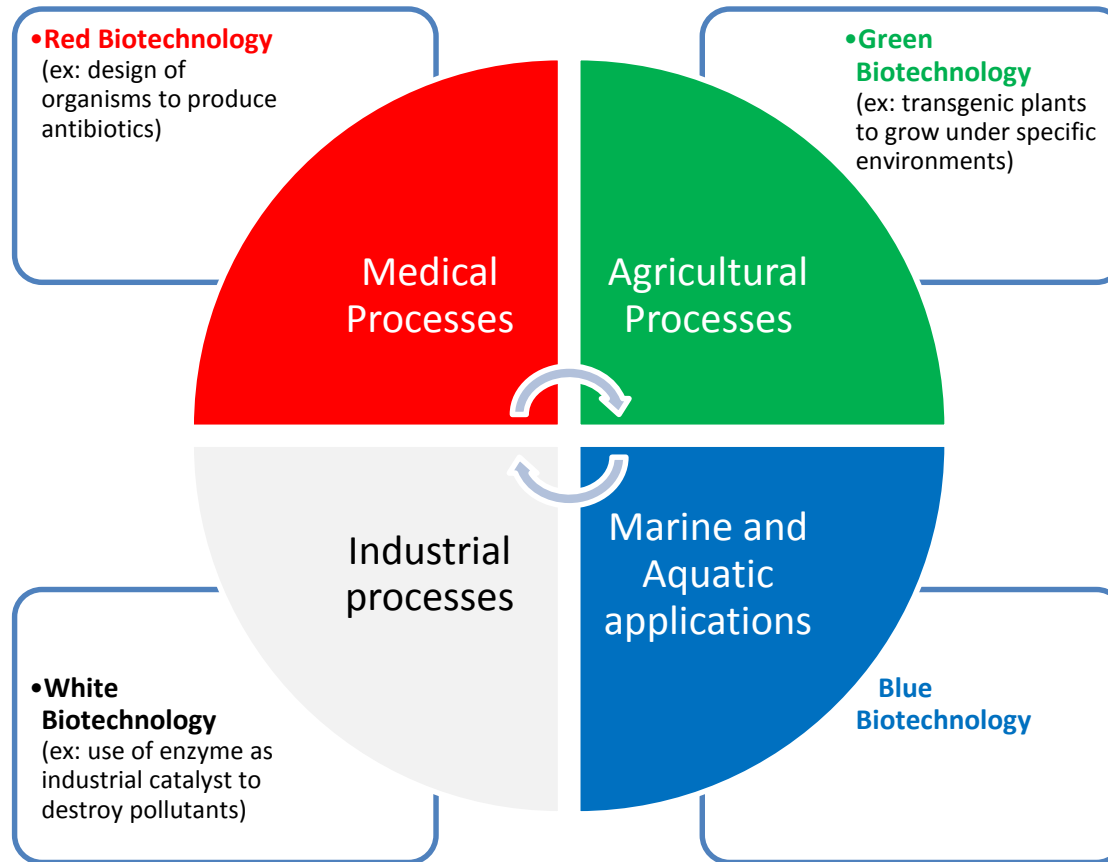 •Red Biotechnology
(ex: design of
organisms to produce
antibiotics)
•Green
Biotechnology
(ex: transgenic plants
to grow under specific
environments)
Medical
Processes
Agricultural
Processes
Industrial
processes
Marine and
Aquatic
applications
•White
Biotechnology
(ex: use of enzyme as
industrial catalyst to
destroy pollutants)
Blue
Biotechnology